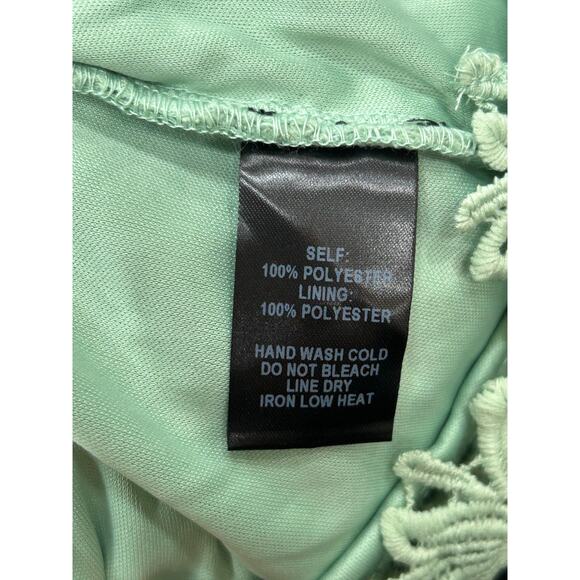 SELF:
100% POLYESTER
LINING:
100% POLYESTER
HAND WASH COLD
DO NOT BLEACH
LINE DRY
IRON LOW HEAT